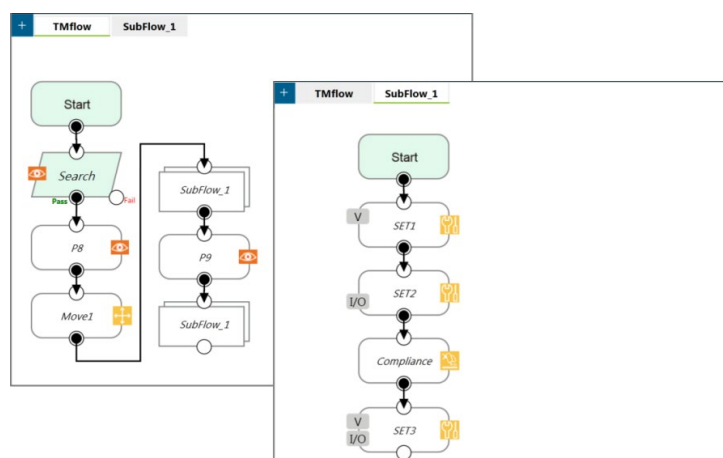 + TMflow SubFlow_1
Start
Search
Pass Fail
P8
Move1
SubFlow_1
P9
SubFlow_1
+ TMflow SubFlow_1
Start
V
SET1
SET2
I/O
Compliance
V
SET3
I/O